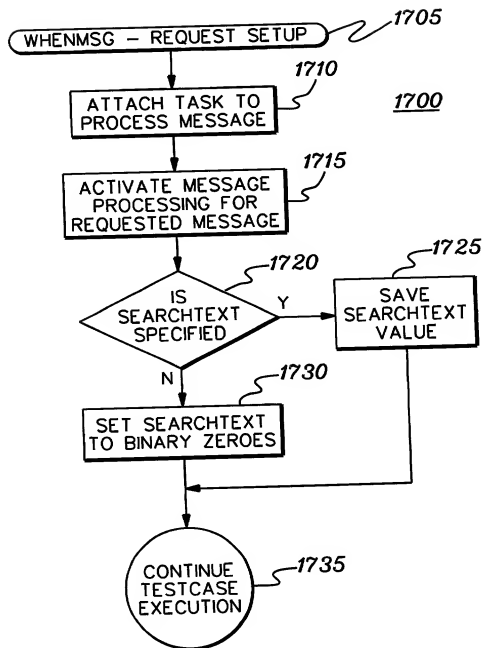 WHENMSG – REQUEST SETUP
1705
1710
ATTACH TASK TO
PROCESS MESSAGE
1700
1715
ACTIVATE MESSAGE
PROCESSING FOR
REQUESTED MESSAGE
1720
IS
SEARCHTEXT
SPECIFIED
Y
1725
SAVE
SEARCHTEXT
VALUE
N
1730
SET SEARCHTEXT
TO BINARY ZEROES
CONTINUE
TESTCASE
EXECUTION
1735